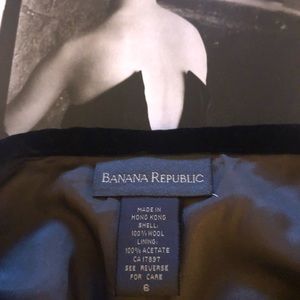 BANANA REPUBLIC
MADE IN
HONG KONG
SHELL:
100% WOOL
LINING:
100% ACETATE
CA 17897
SEE REVERSE
FOR CARE
6